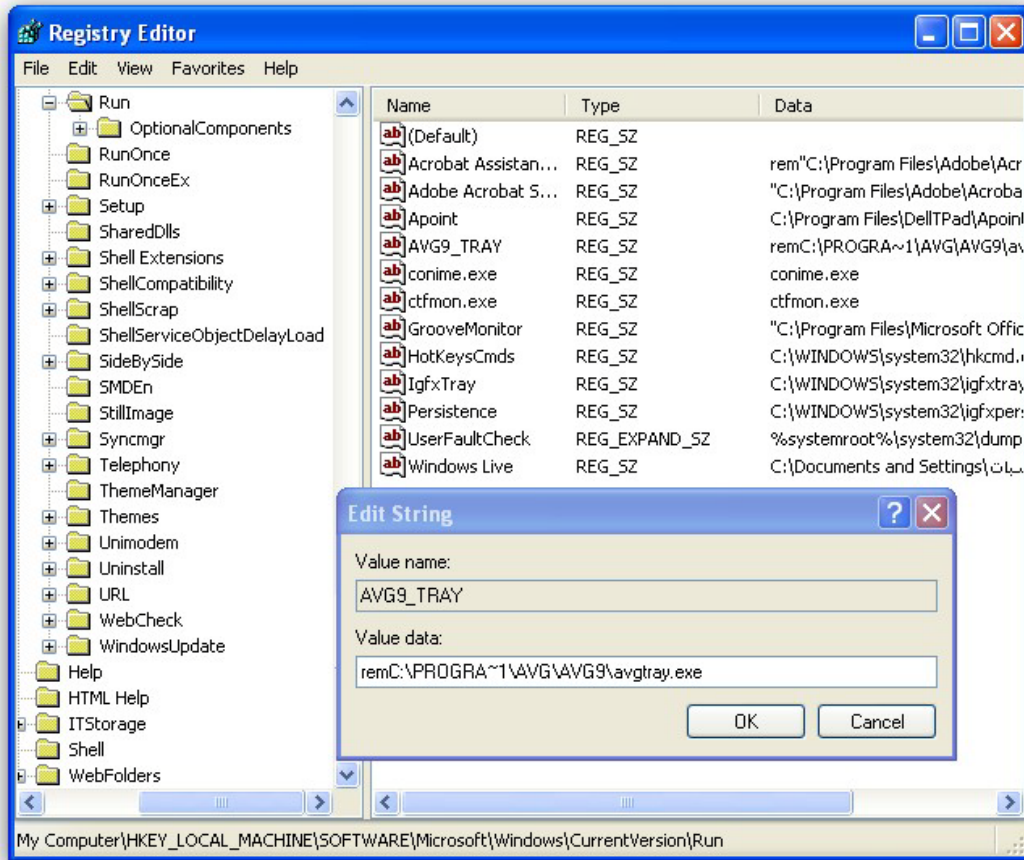 Registry Editor
File Edit View Favorites Help
Run
OptionalComponents
RunOnce
RunOnceEx
Setup
SharedDlls
Shell Extensions
ShellCompatibility
ShellScrap
ShellServiceObjectDelayLoad
SideBySide
SMDEn
StillImage
Syncmgr
Telephony
ThemeManager
Themes
Unimodem
Uninstall
URL
WebCheck
WindowsUpdate
Help
HTML Help
ITStorage
Shell
WebFolders
Name Type Data
(Default) REG_SZ
Acrobat Assistan... REG_SZ rem"C:\Program Files\Adobe\Acr
Adobe Acrobat S... REG_SZ "C:\Program Files\Adobe\Acroba
Apoint REG_SZ C:\Program Files\DellTPad\Apoint
AVG9_TRAY REG_SZ remC:\PROGRA~1\AVG\AVG9\av
conime.exe REG_SZ conime.exe
ctfmon.exe REG_SZ ctfmon.exe
GrooveMonitor REG_SZ "C:\Program Files\Microsoft Offic
HotKeysCmds REG_SZ C:\WINDOWS\system32\hkcmd.
IgfxTray REG_SZ C:\WINDOWS\system32\igfxtray
Persistence REG_SZ C:\WINDOWS\system32\igfxpers
UserFaultCheck REG_EXPAND_SZ %systemroot%\system32\dump
Windows Live REG_SZ C:\Documents and Settings\
Edit String
Value name:
AVG9_TRAY
Value data:
remC:\PROGRA~1\AVG\AVG9\avgtray.exe
OK Cancel
My Computer\HKEY_LOCAL_MACHINE\SOFTWARE\Microsoft\Windows\CurrentVersion\Run